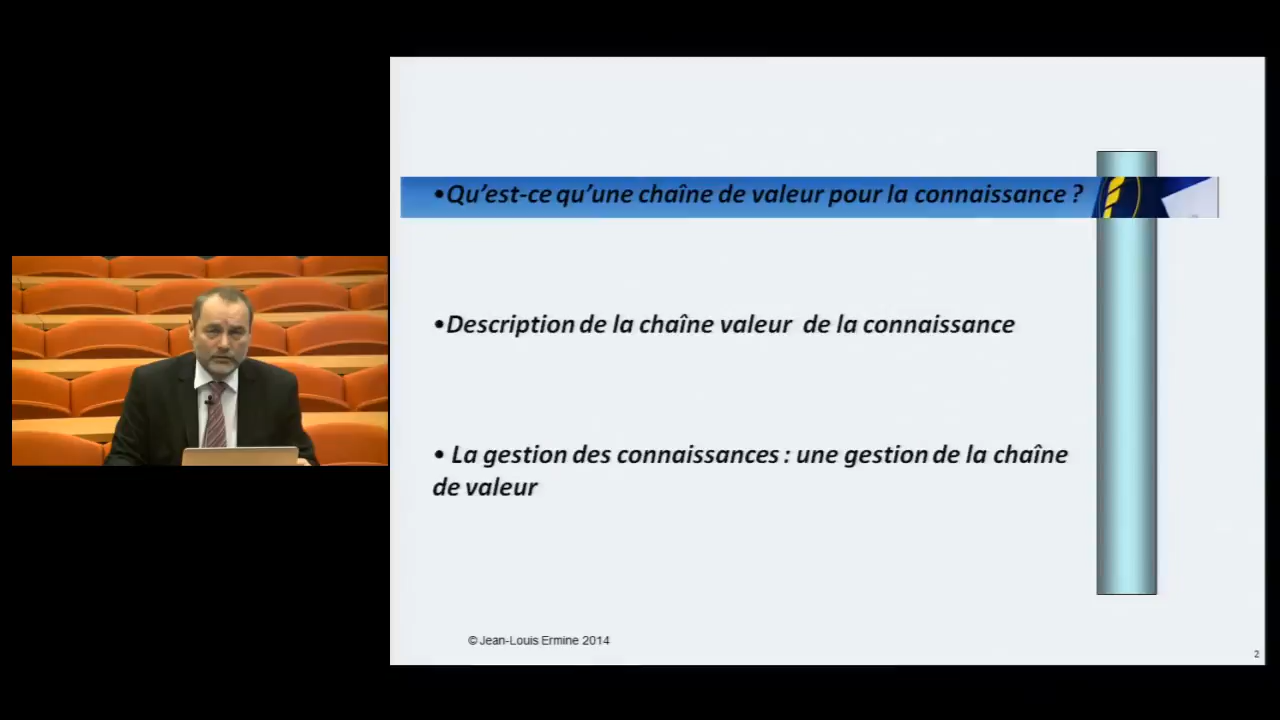 •Qu’est-ce qu’une chaîne de valeur pour la connaissance ?
•Description de la chaîne valeur de la connaissance
• La gestion des connaissances : une gestion de la chaîne
de valeur
© Jean-Louis Ermine 2014
2